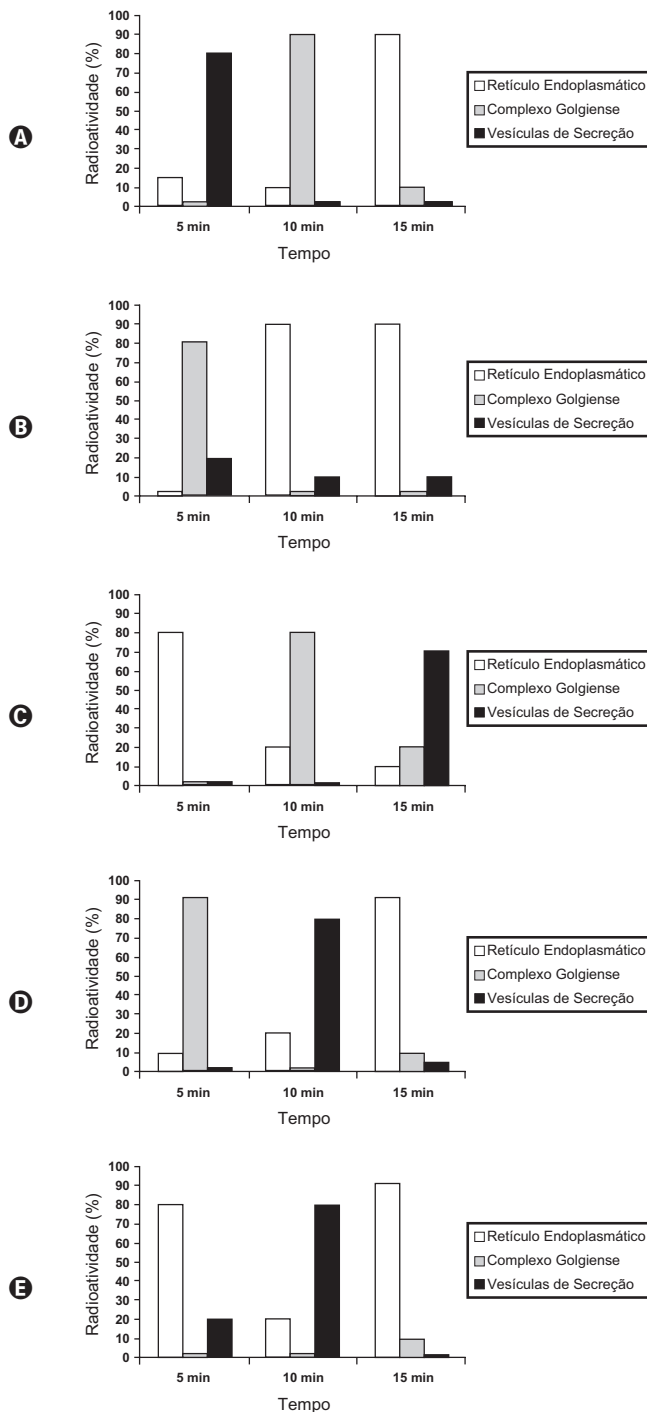 A
Radioatividade (%)
100
90
80
70
60
50
40
30
20
10
0
5 min 10 min 15 min
Tempo
Retículo Endoplasmático
Complexo Golgiense
Vesículas de Secreção
B
Radioatividade (%)
100
90
80
70
60
50
40
30
20
10
0
5 min 10 min 15 min
Tempo
Retículo Endoplasmático
Complexo Golgiense
Vesículas de Secreção
C
Radioatividade (%)
100
90
80
70
60
50
40
30
20
10
0
5 min 10 min 15 min
Tempo
Retículo Endoplasmático
Complexo Golgiense
Vesículas de Secreção
D
Radioatividade (%)
100
90
80
70
60
50
40
30
20
10
0
5 min 10 min 15 min
Tempo
Retículo Endoplasmático
Complexo Golgiense
Vesículas de Secreção
E
Radioatividade (%)
100
90
80
70
60
50
40
30
20
10
0
5 min 10 min 15 min
Tempo
Retículo Endoplasmático
Complexo Golgiense
Vesículas de Secreção